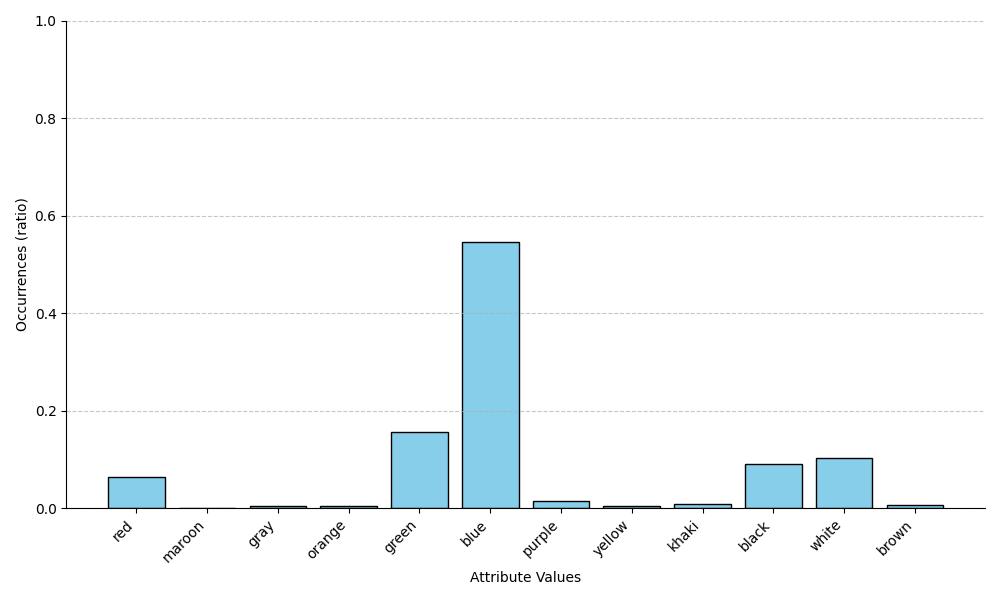 1.0
0.8
0.6
0.4
0.2
0.0
Occurrences (ratio)
red
maroon
gray
orange
green
blue
purple
yellow
khaki
black
white
brown
Attribute Values